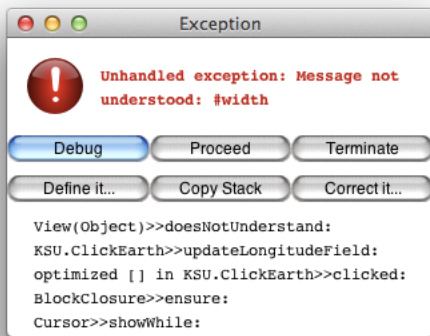 Exception
Unhandled exception: Message not
understood: #width
Debug Proceed Terminate
Define it... Copy Stack Correct it...
View(Object)>>doesNotUnderstand:
KSU.ClickEarth>>updateLongitudeField:
optimized [] in KSU.ClickEarth>>clicked:
BlockClosure>>ensure:
Cursor>>showWhile: